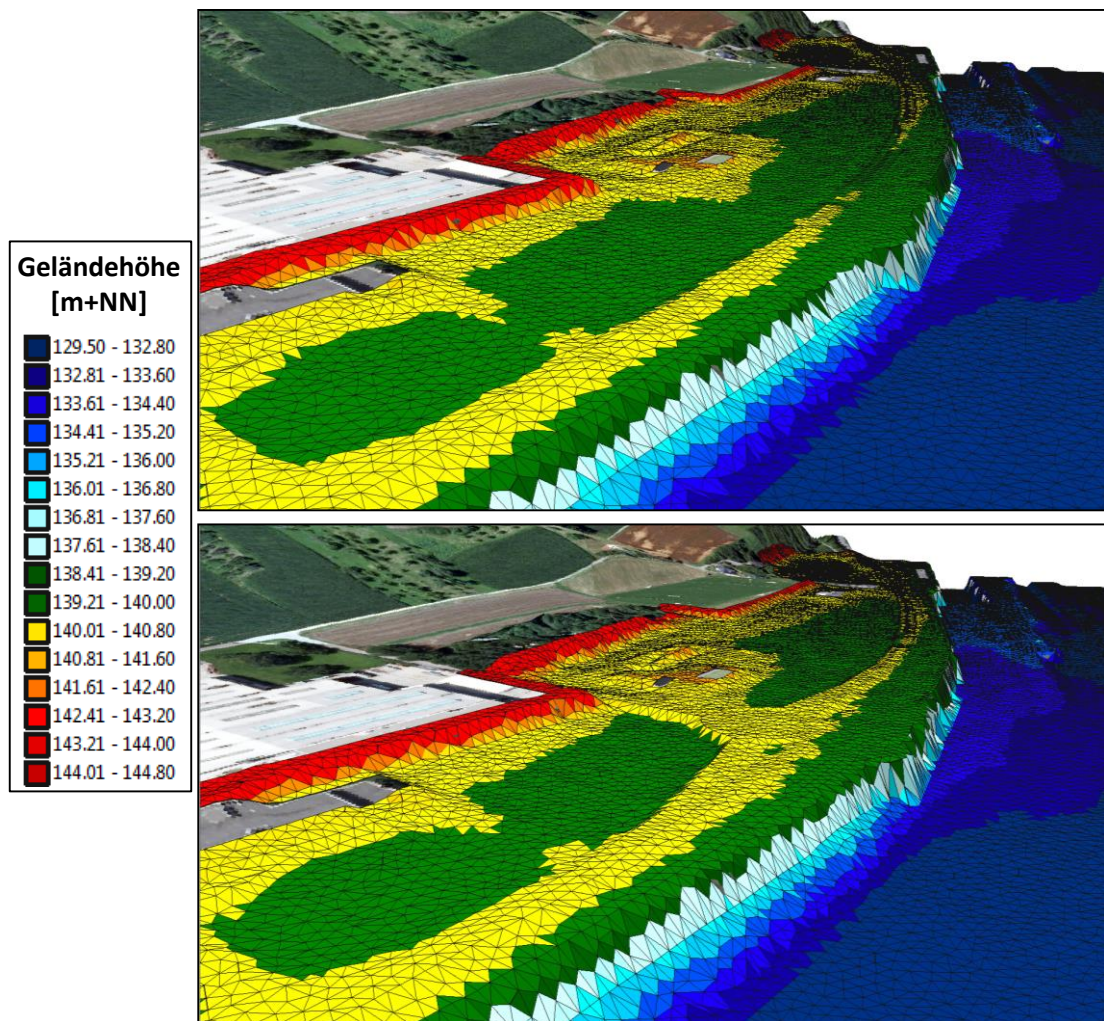 Geländehöhe
[m+NN]
129.50 - 132.80
132.81 - 133.60
133.61 - 134.40
134.41 - 135.20
135.21 - 136.00
136.01 - 136.80
136.81 - 137.60
137.61 - 138.40
138.41 - 139.20
139.21 - 140.00
140.01 - 140.80
140.81 - 141.60
141.61 - 142.40
142.41 - 143.20
143.21 - 144.00
144.01 - 144.80